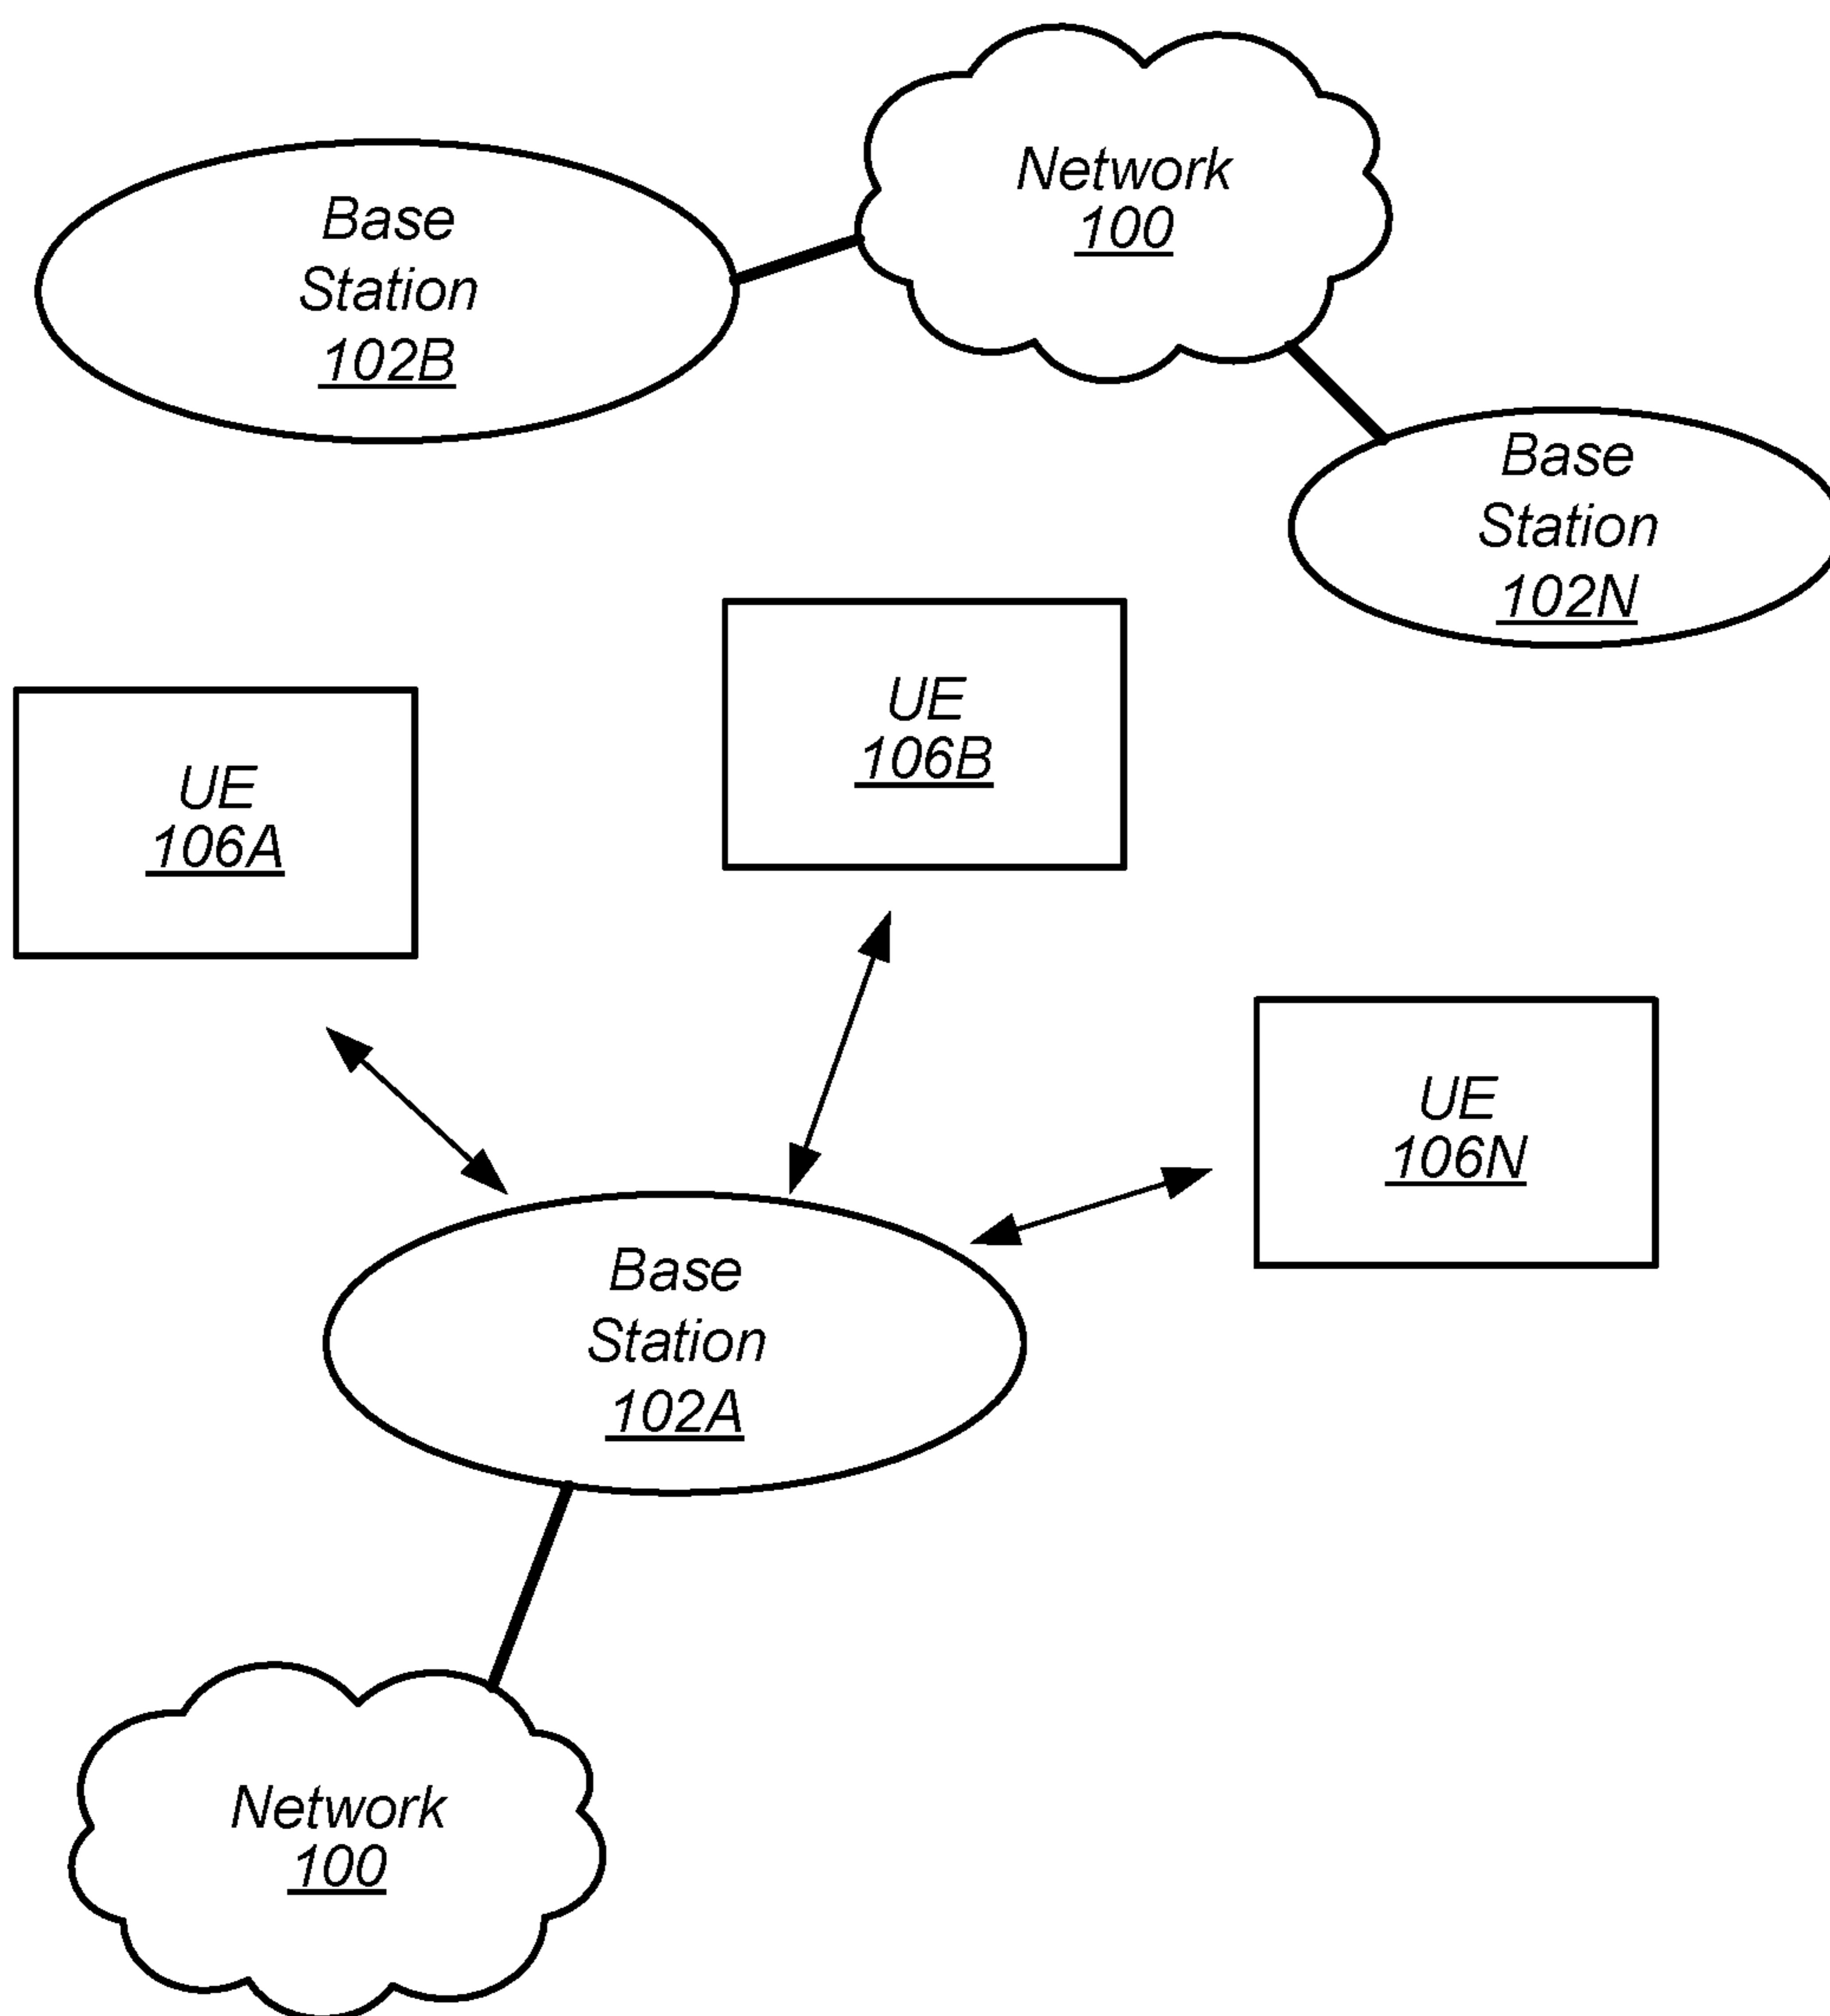 Network
100
Base
Station
102B
Base
Station
102N
UE
106B
UE
106A
UE
106N
Base
Station
102A
Network
100